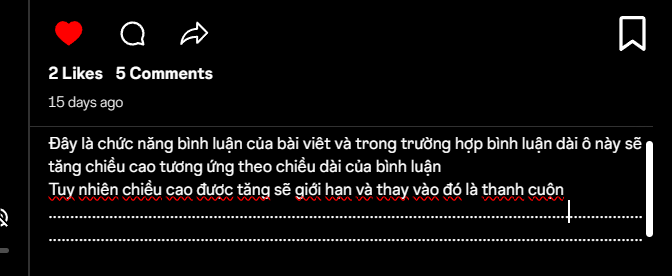 2 Likes 5 Comments
15 days ago
Đây là chức năng bình luận của bài viêt và trong trường hợp bình luận dài ô này sẽ
tăng chiều cao tương ứng theo chiều dài của bình luận
Tuy nhiên chiều cao được tăng sẽ giới hạn và thay vào đó là thanh cuộn
....................................................................................................................................................
....................................................................................................................................................